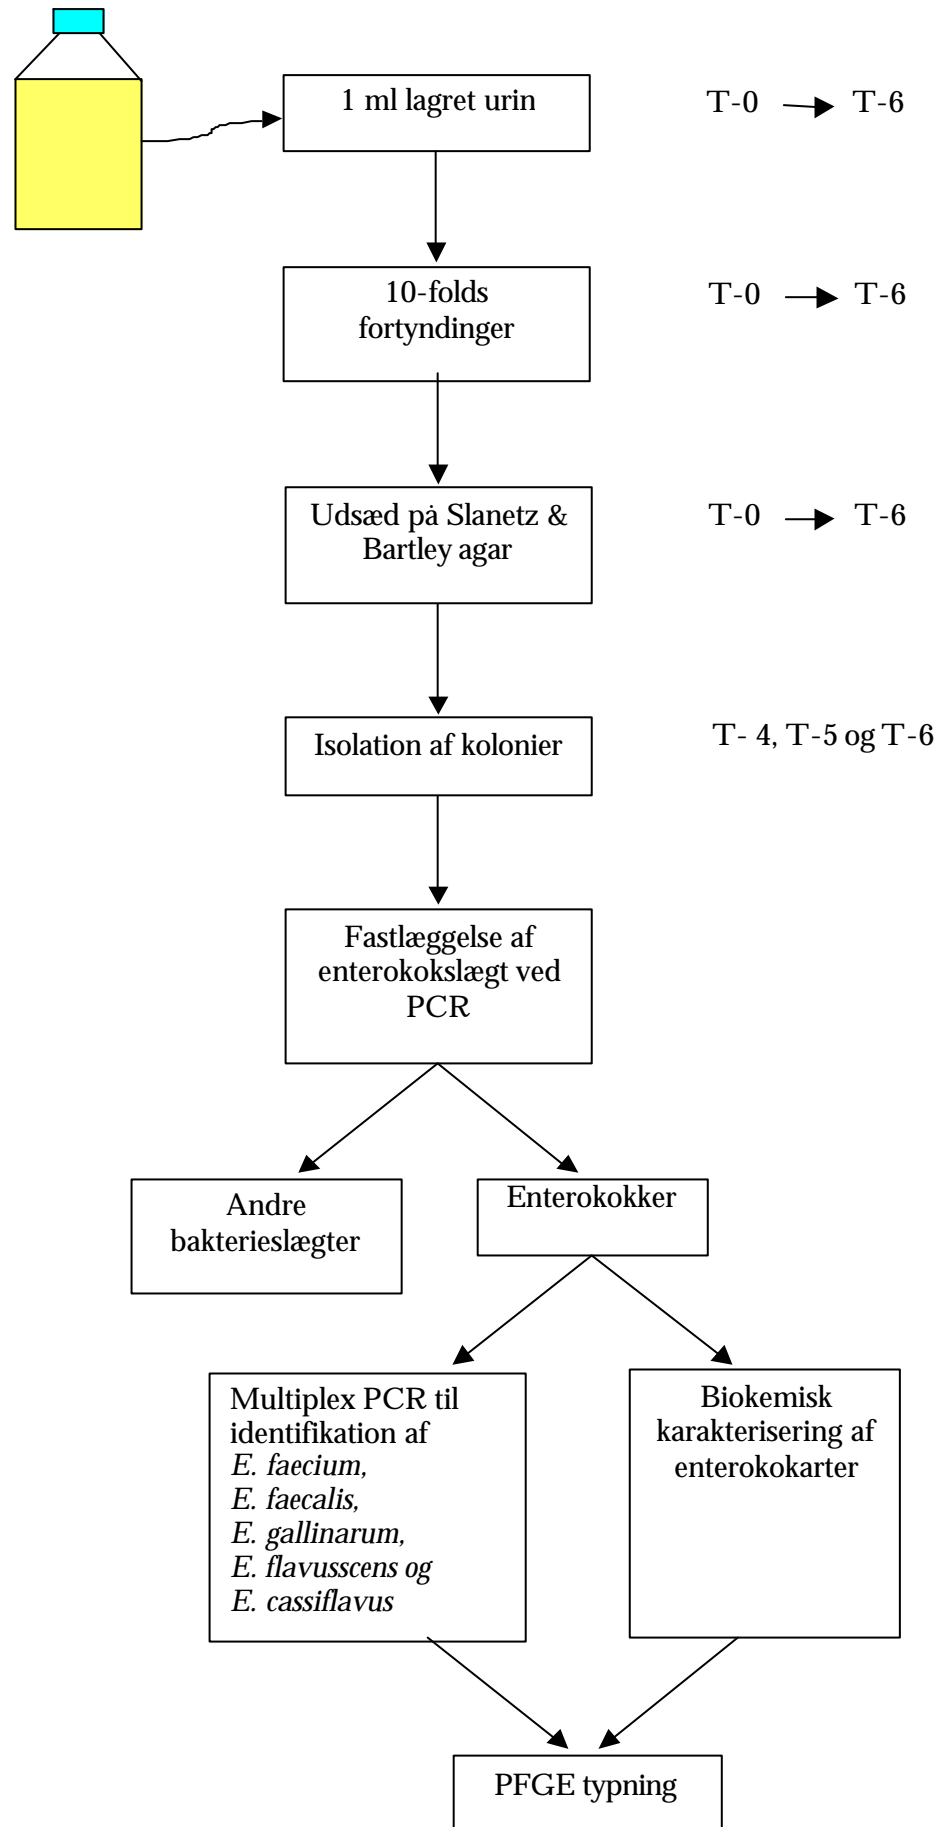 1 ml lagret urin
T-0 T-6
10-folds
fortyndinger
T-0 T-6
Udsæd på Slanetz &
Bartley agar
T-0 T-6
Isolation af kolonier
T- 4, T-5 og T-6
Fastlæggelse af
enterokokslægt ved
PCR
Andre
bakterieslægter
Enterokokker
Multiplex PCR til
identifikation af
E. faecium,
E. faecalis,
E. gallinarum,
E. flavusscens og
E. cassiflavus
Biokemisk
karakterisering af
enterokokarter
PFGE typning